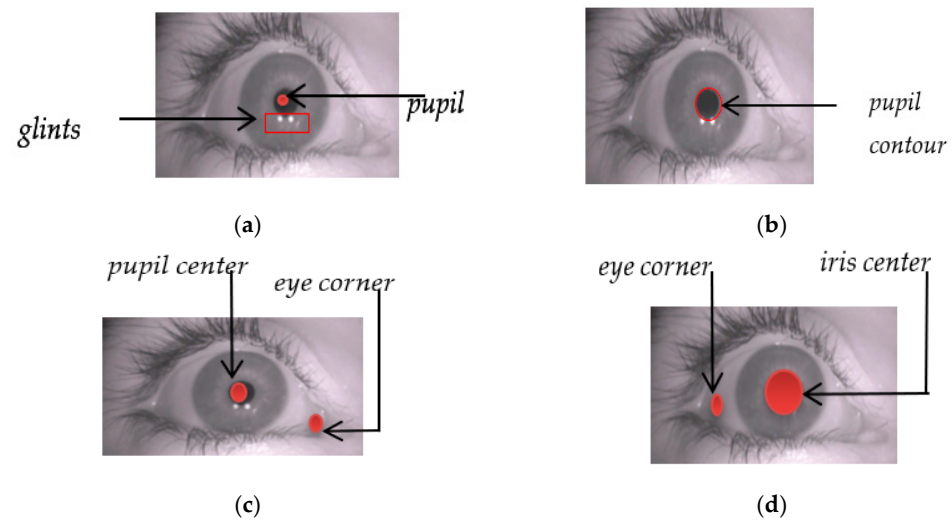 glints
pupil
pupil
contour
(a)
(b)
pupil center
eye corner
eye corner
iris center
(c)
(d)